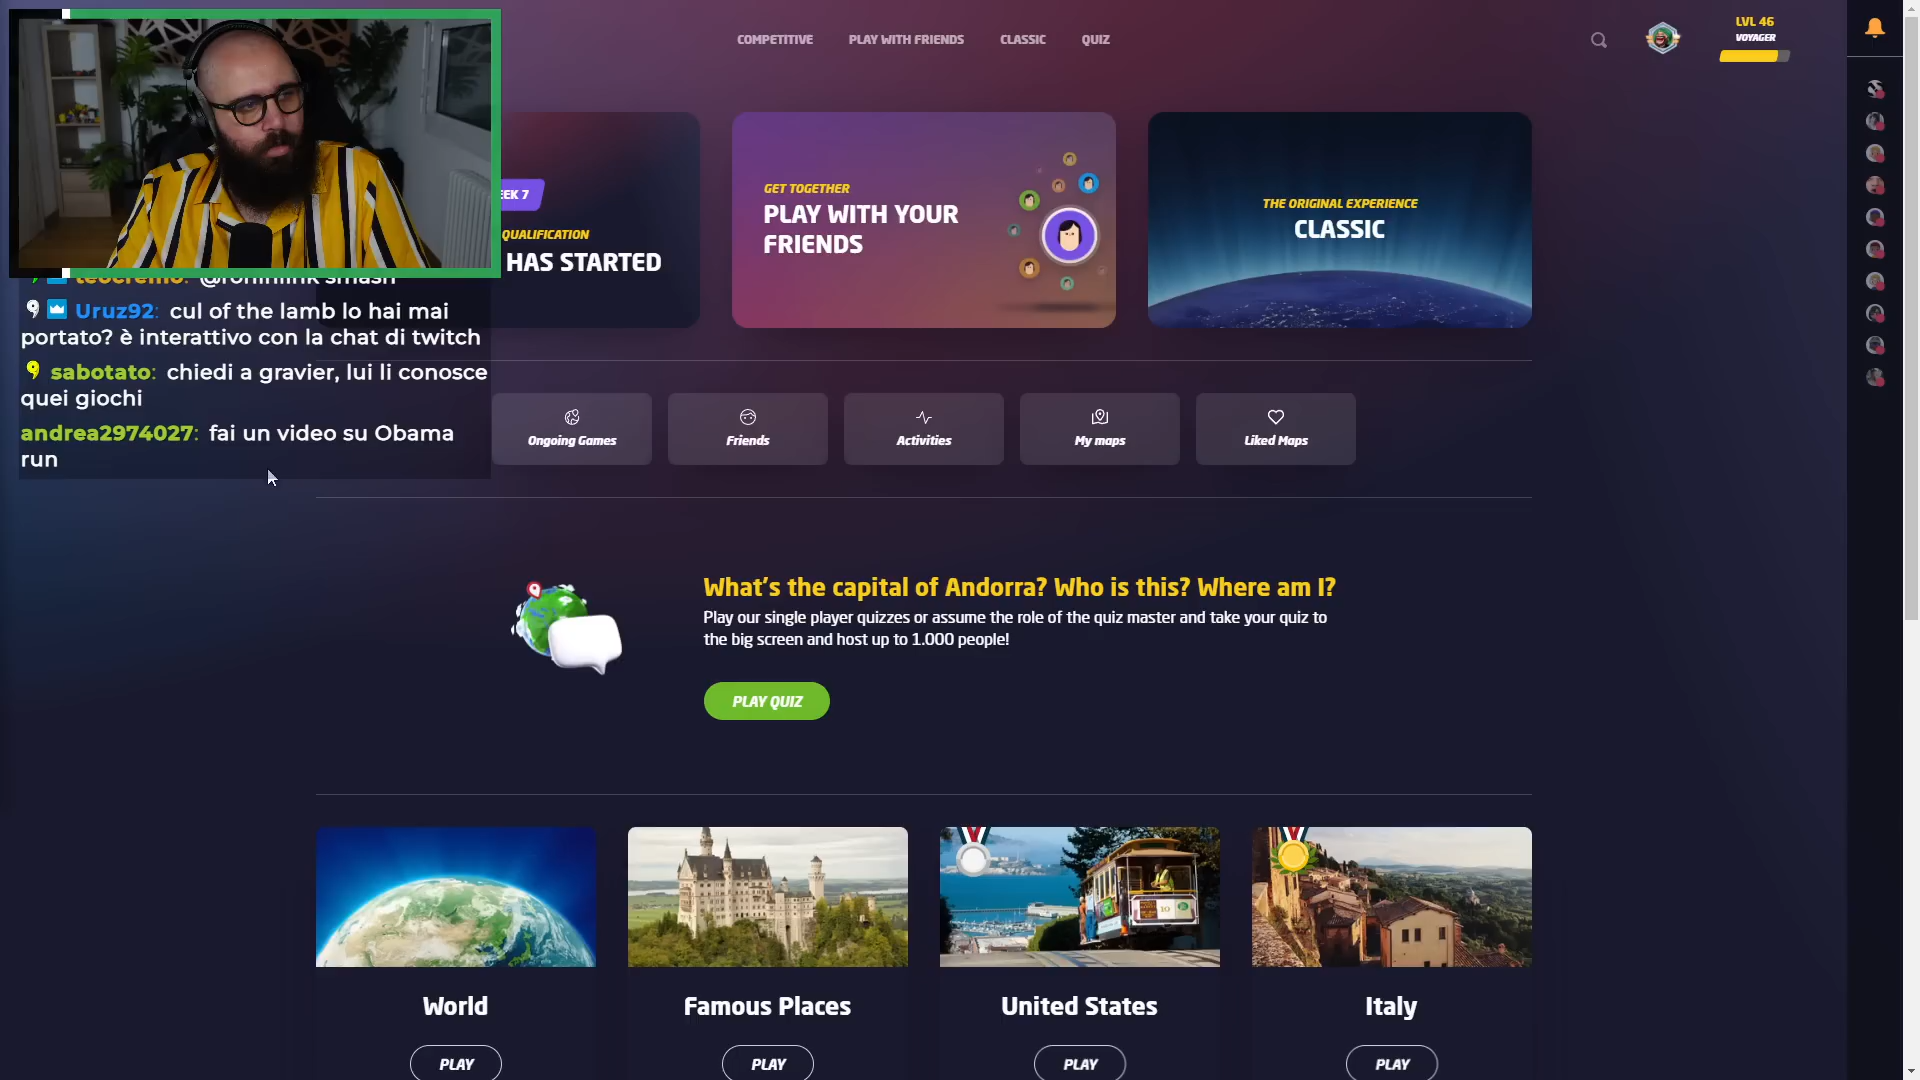 COMPETITIVE
PLAY WITH FRIENDS
CLASSIC
QUIZ
LVL 46
VOYAGER
EEK 7
QUALIFICATION
HAS STARTED
GET TOGETHER
PLAY WITH YOUR
FRIENDS
THE ORIGINAL EXPERIENCE
CLASSIC
teocremo: @roninlink smash
Uruz92: cul of the lamb lo hai mai
portato? è interattivo con la chat di twitch
sabotato: chiedi a gravier, lui li conosce
quei giochi
andrea2974027: fai un video su Obama
run
Ongoing Games
Friends
Activities
My maps
Liked Maps
What's the capital of Andorra? Who is this? Where am I?
Play our single player quizzes or assume the role of the quiz master and take your quiz to
the big screen and host up to 1.000 people!
PLAY QUIZ
World
Famous Places
United States
Italy
PLAY
PLAY
PLAY
PLAY